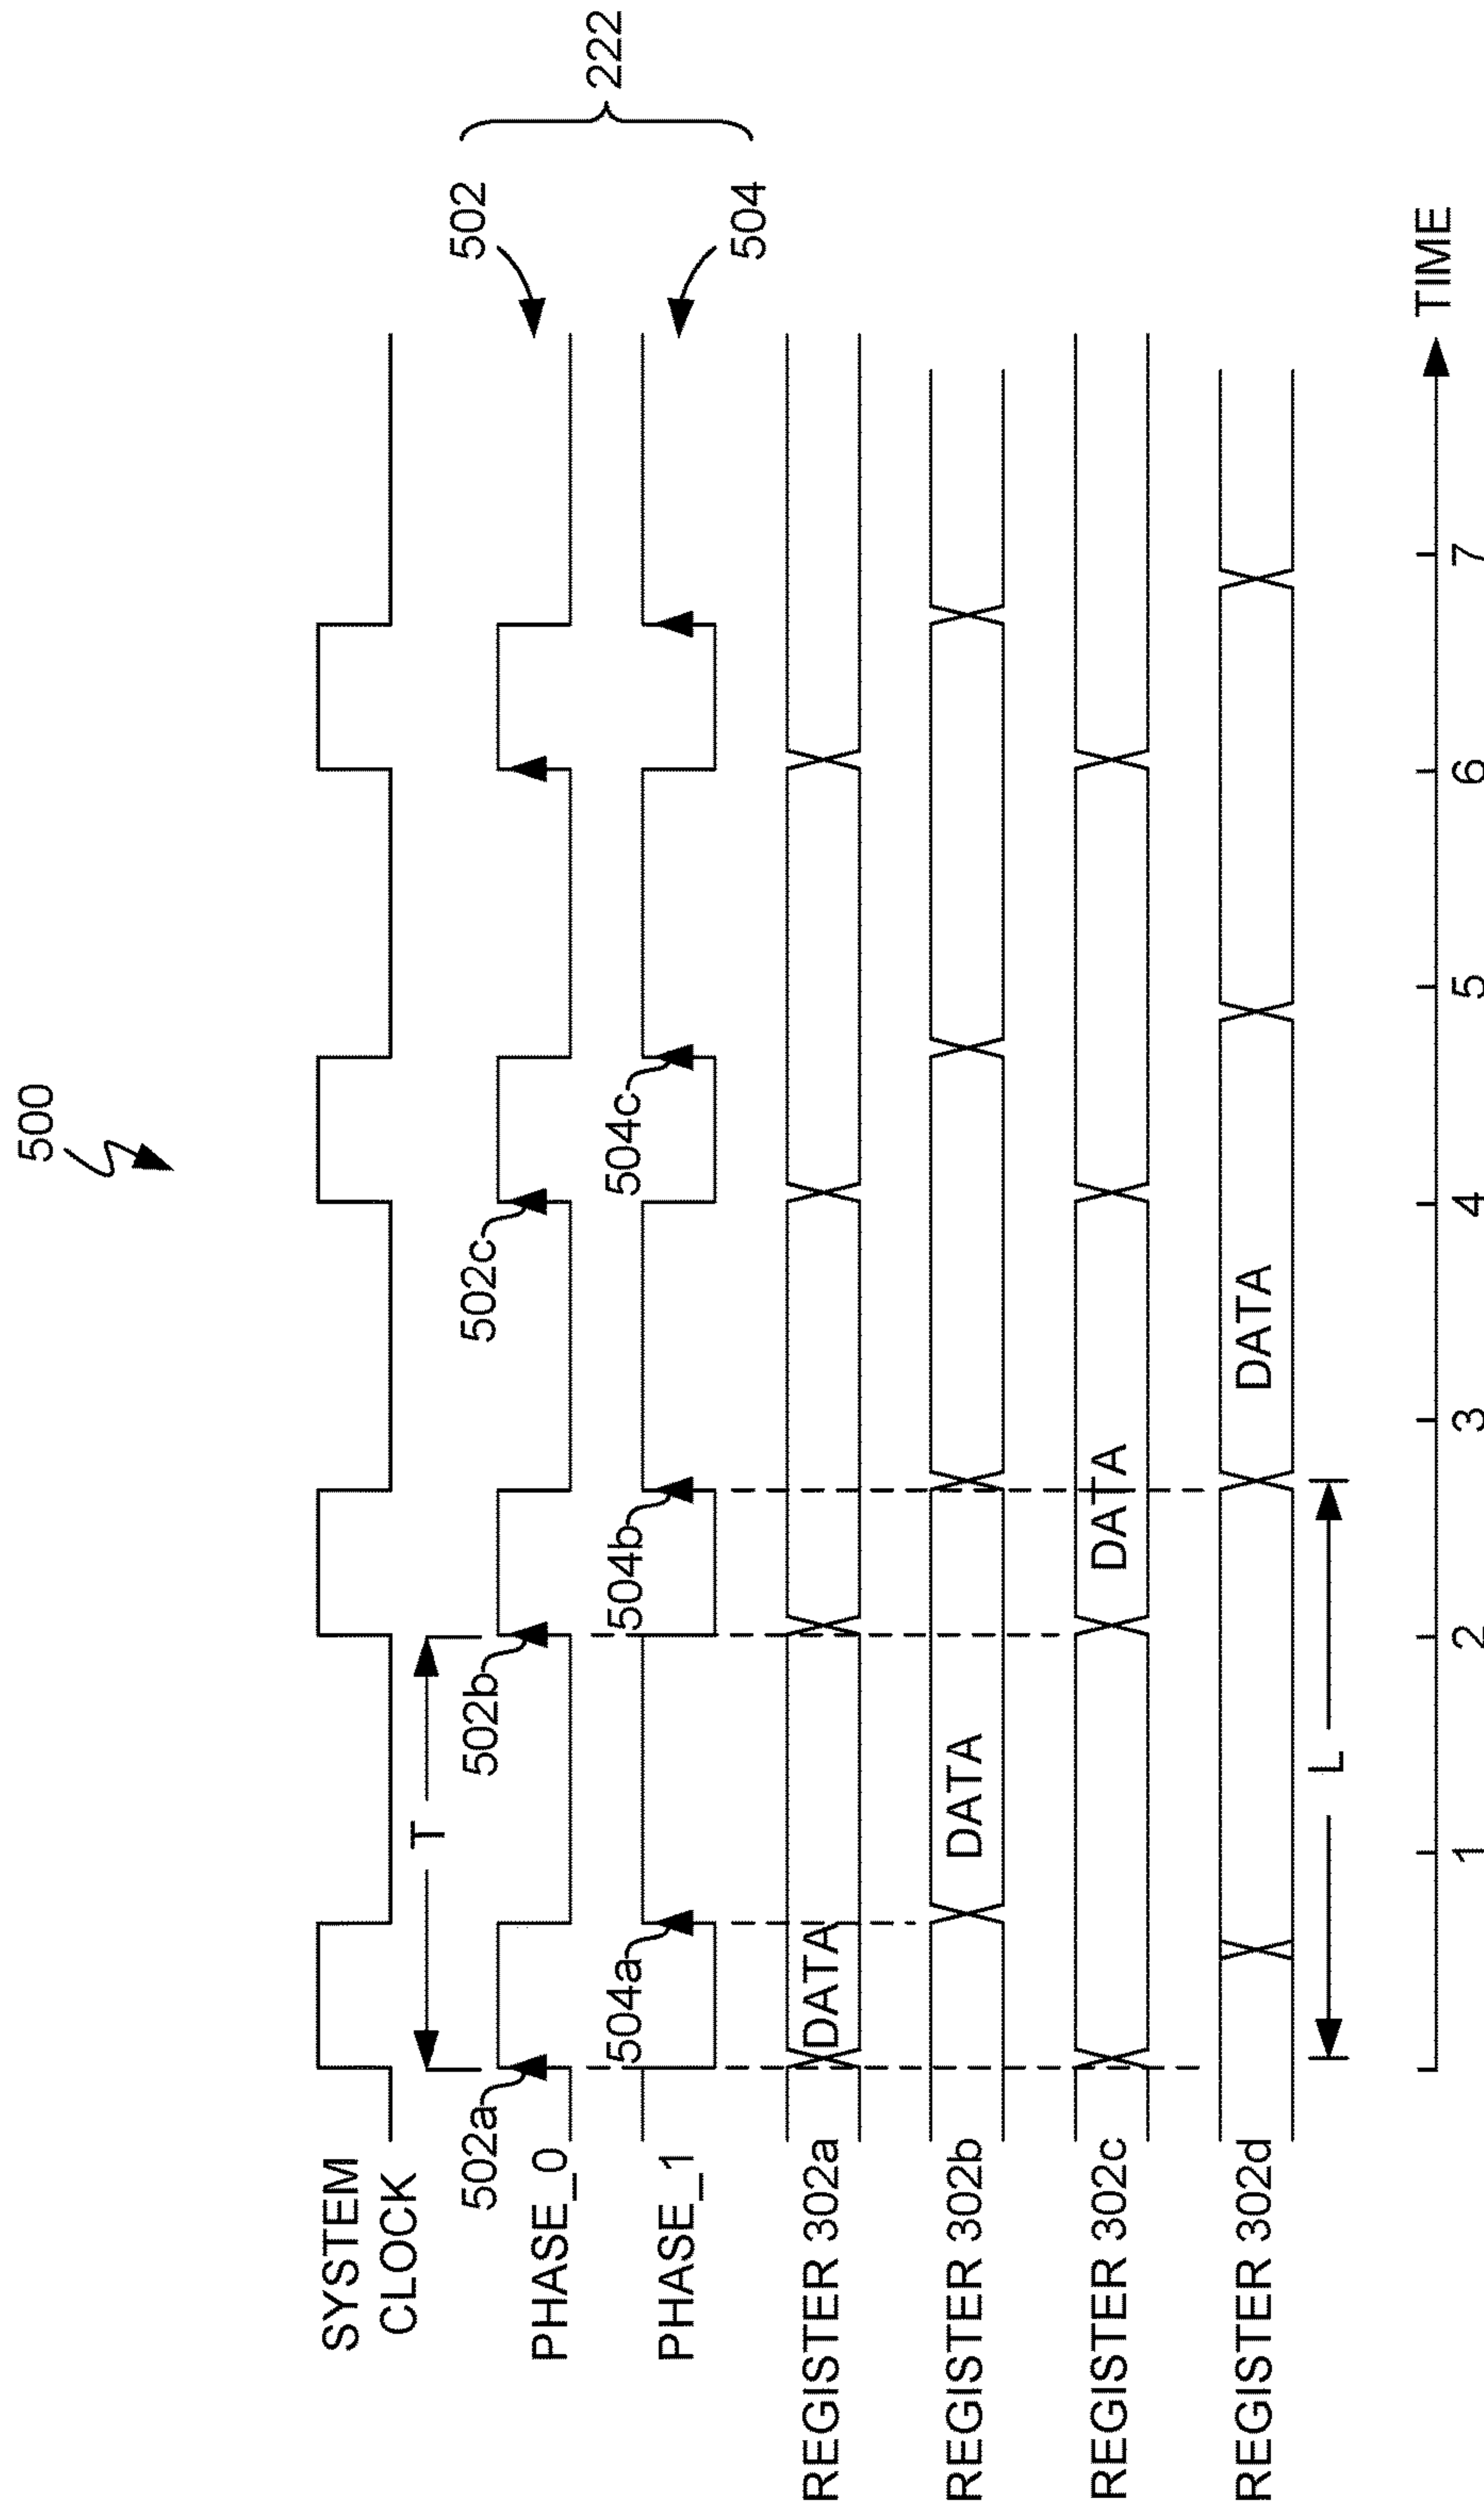 500
SYSTEM
CLOCK
T
222
502
502a
502b
502c
PHASE_0
504a
504b
504c
PHASE_1
504
REGISTER 302a
DATA
REGISTER 302b
DATA
REGISTER 302c
DATA
REGISTER 302d
DATA
L
TIME
1 2 3 4 5 6 7